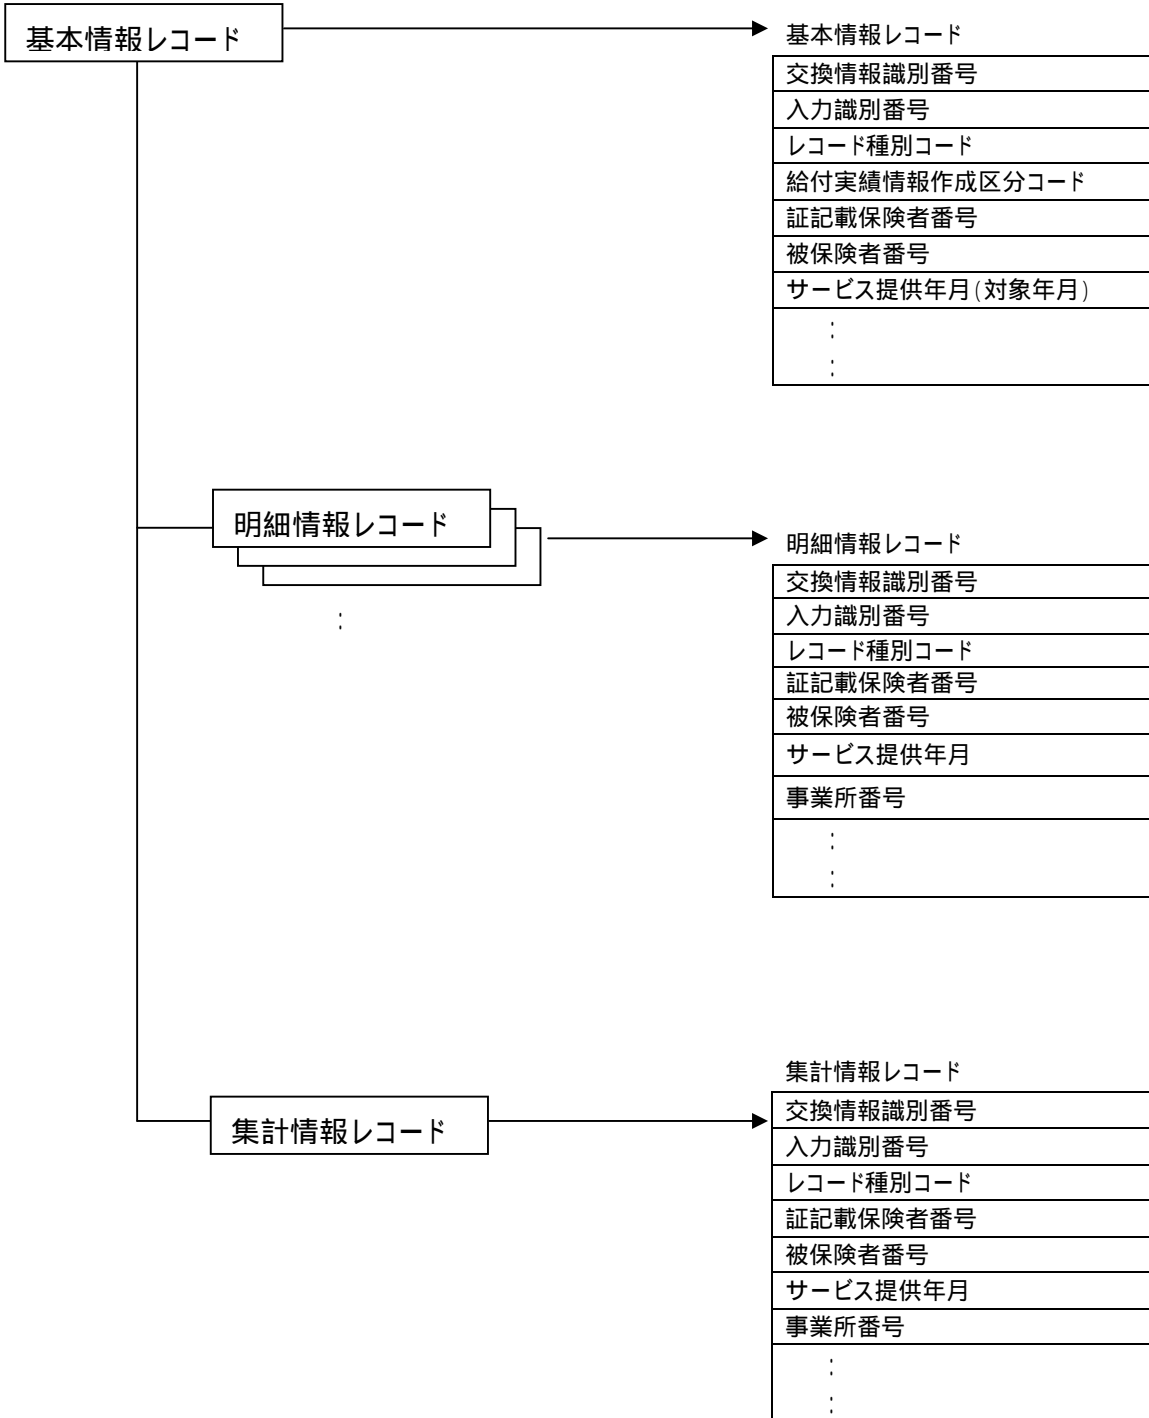 基本情報レコード
基本情報レコード
交換情報識別番号
入力識別番号
レコード種別コード
給付実績情報作成区分コード
証記載保険者番号
被保険者番号
サービス提供年月(対象年月)
:
:
明細情報レコード
:
明細情報レコード
交換情報識別番号
入力識別番号
レコード種別コード
証記載保険者番号
被保険者番号
サービス提供年月
事業所番号
:
:
集計情報レコード
集計情報レコード
交換情報識別番号
入力識別番号
レコード種別コード
証記載保険者番号
被保険者番号
サービス提供年月
事業所番号
:
: